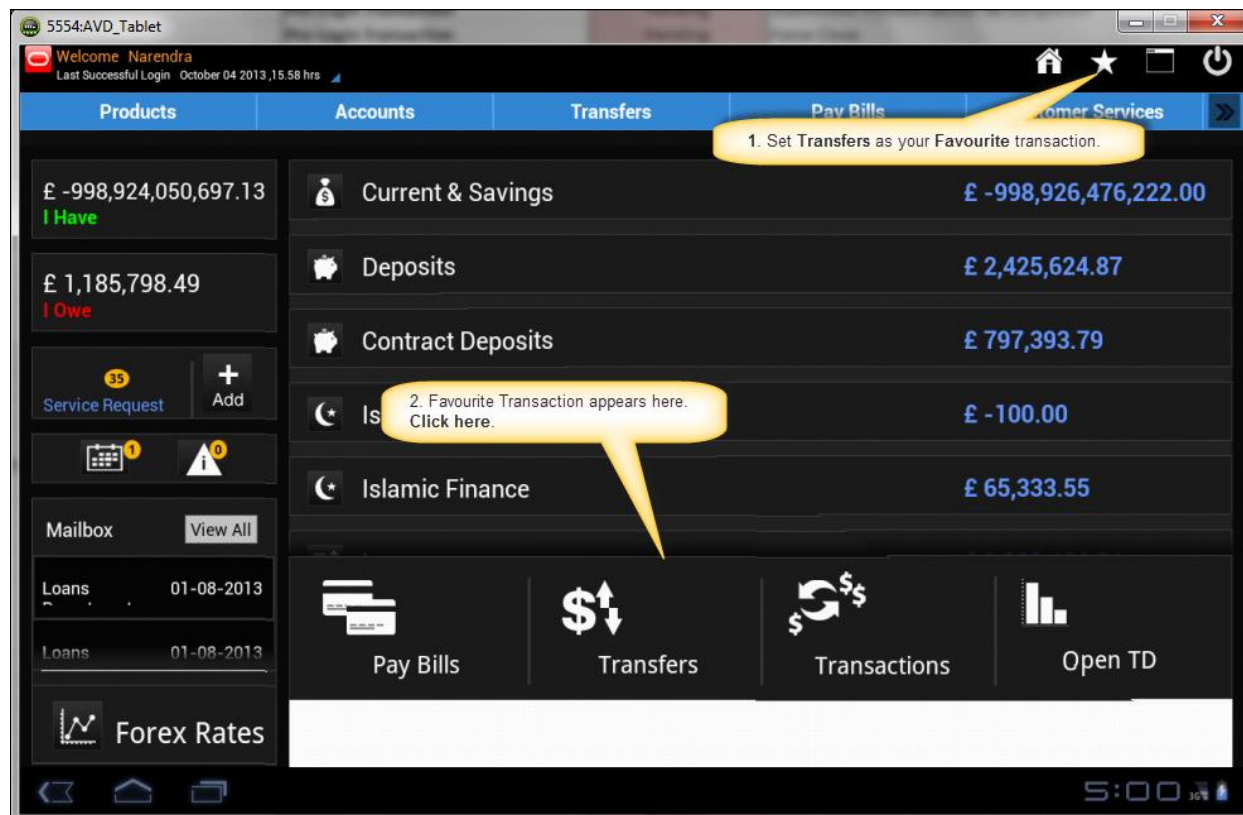 5554:AVD_Tablet
Welcome Narendra
Last Successful Login October 04 2013 ,15.58 hrs
Products Accounts Transfers Pay Bills tomer Services
1. Set Transfers as your Favourite transaction.
£ -998,924,050,697.13
I Have
£ 1,185,798.49
I Owe
35
Service Request
+
Add
1
0
Mailbox View All
Loans 01-08-2013
Loans 01-08-2013
Forex Rates
Current & Savings £ -998,926,476,222.00
Deposits £ 2,425,624.87
Contract Deposits £ 797,393.79
Is £ -100.00
2. Favourite Transaction appears here.
Click here.
Islamic Finance £ 65,333.55
Pay Bills Transfers Transactions Open TD
5:00 3G